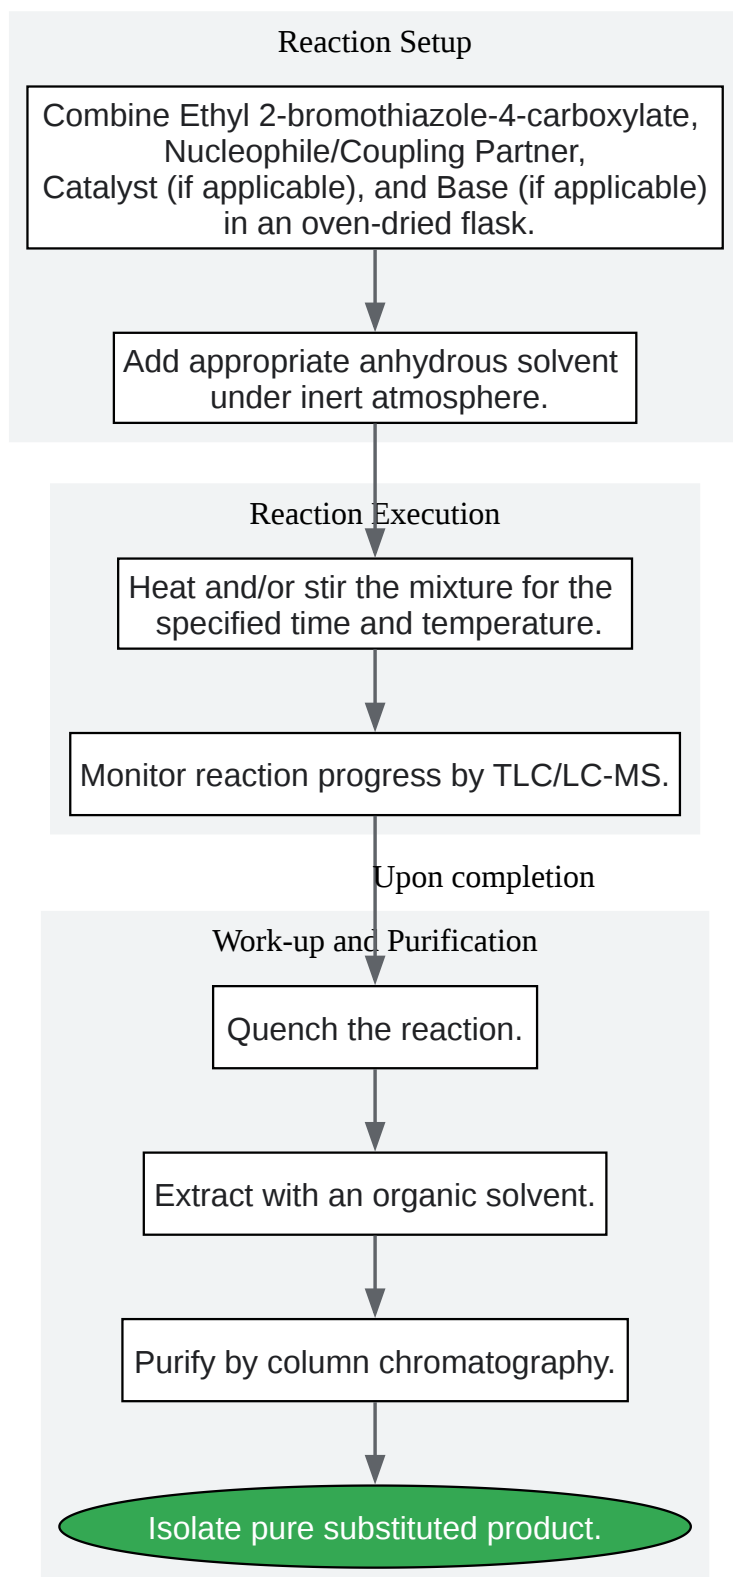 Reaction Setup
Combine Ethyl 2-bromothiazole-4-carboxylate,
Nucleophile/Coupling Partner,
Catalyst (if applicable), and Base (if applicable)
in an oven-dried flask.
Add appropriate anhydrous solvent
under inert atmosphere.
Reaction Execution
Heat and/or stir the mixture for the
specified time and temperature.
Monitor reaction progress by TLC/LC-MS.
Upon completion
Work-up and Purification
Quench the reaction.
Extract with an organic solvent.
Purify by column chromatography.
Isolate pure substituted product.